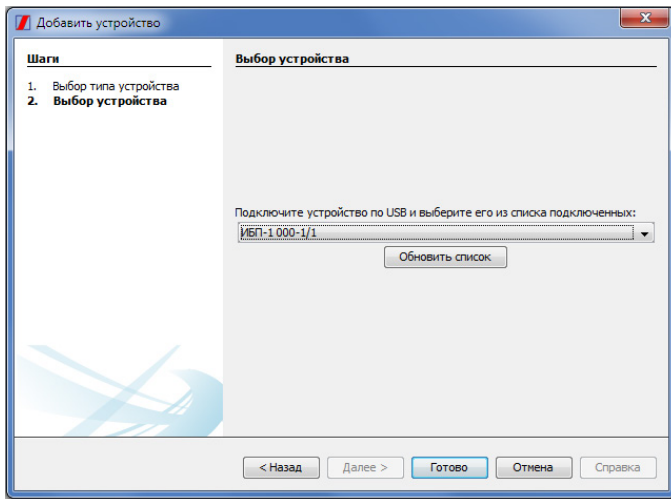 Добавить устройство
Шаги
1. Выбор типа устройства
2. Выбор устройства
Выбор устройства
Подключите устройство по USB и выберите его из списка подключенных:
ИБП-1 000-1/1
Обновить список
< Назад
Далее >
Готово
Отмена
Справка